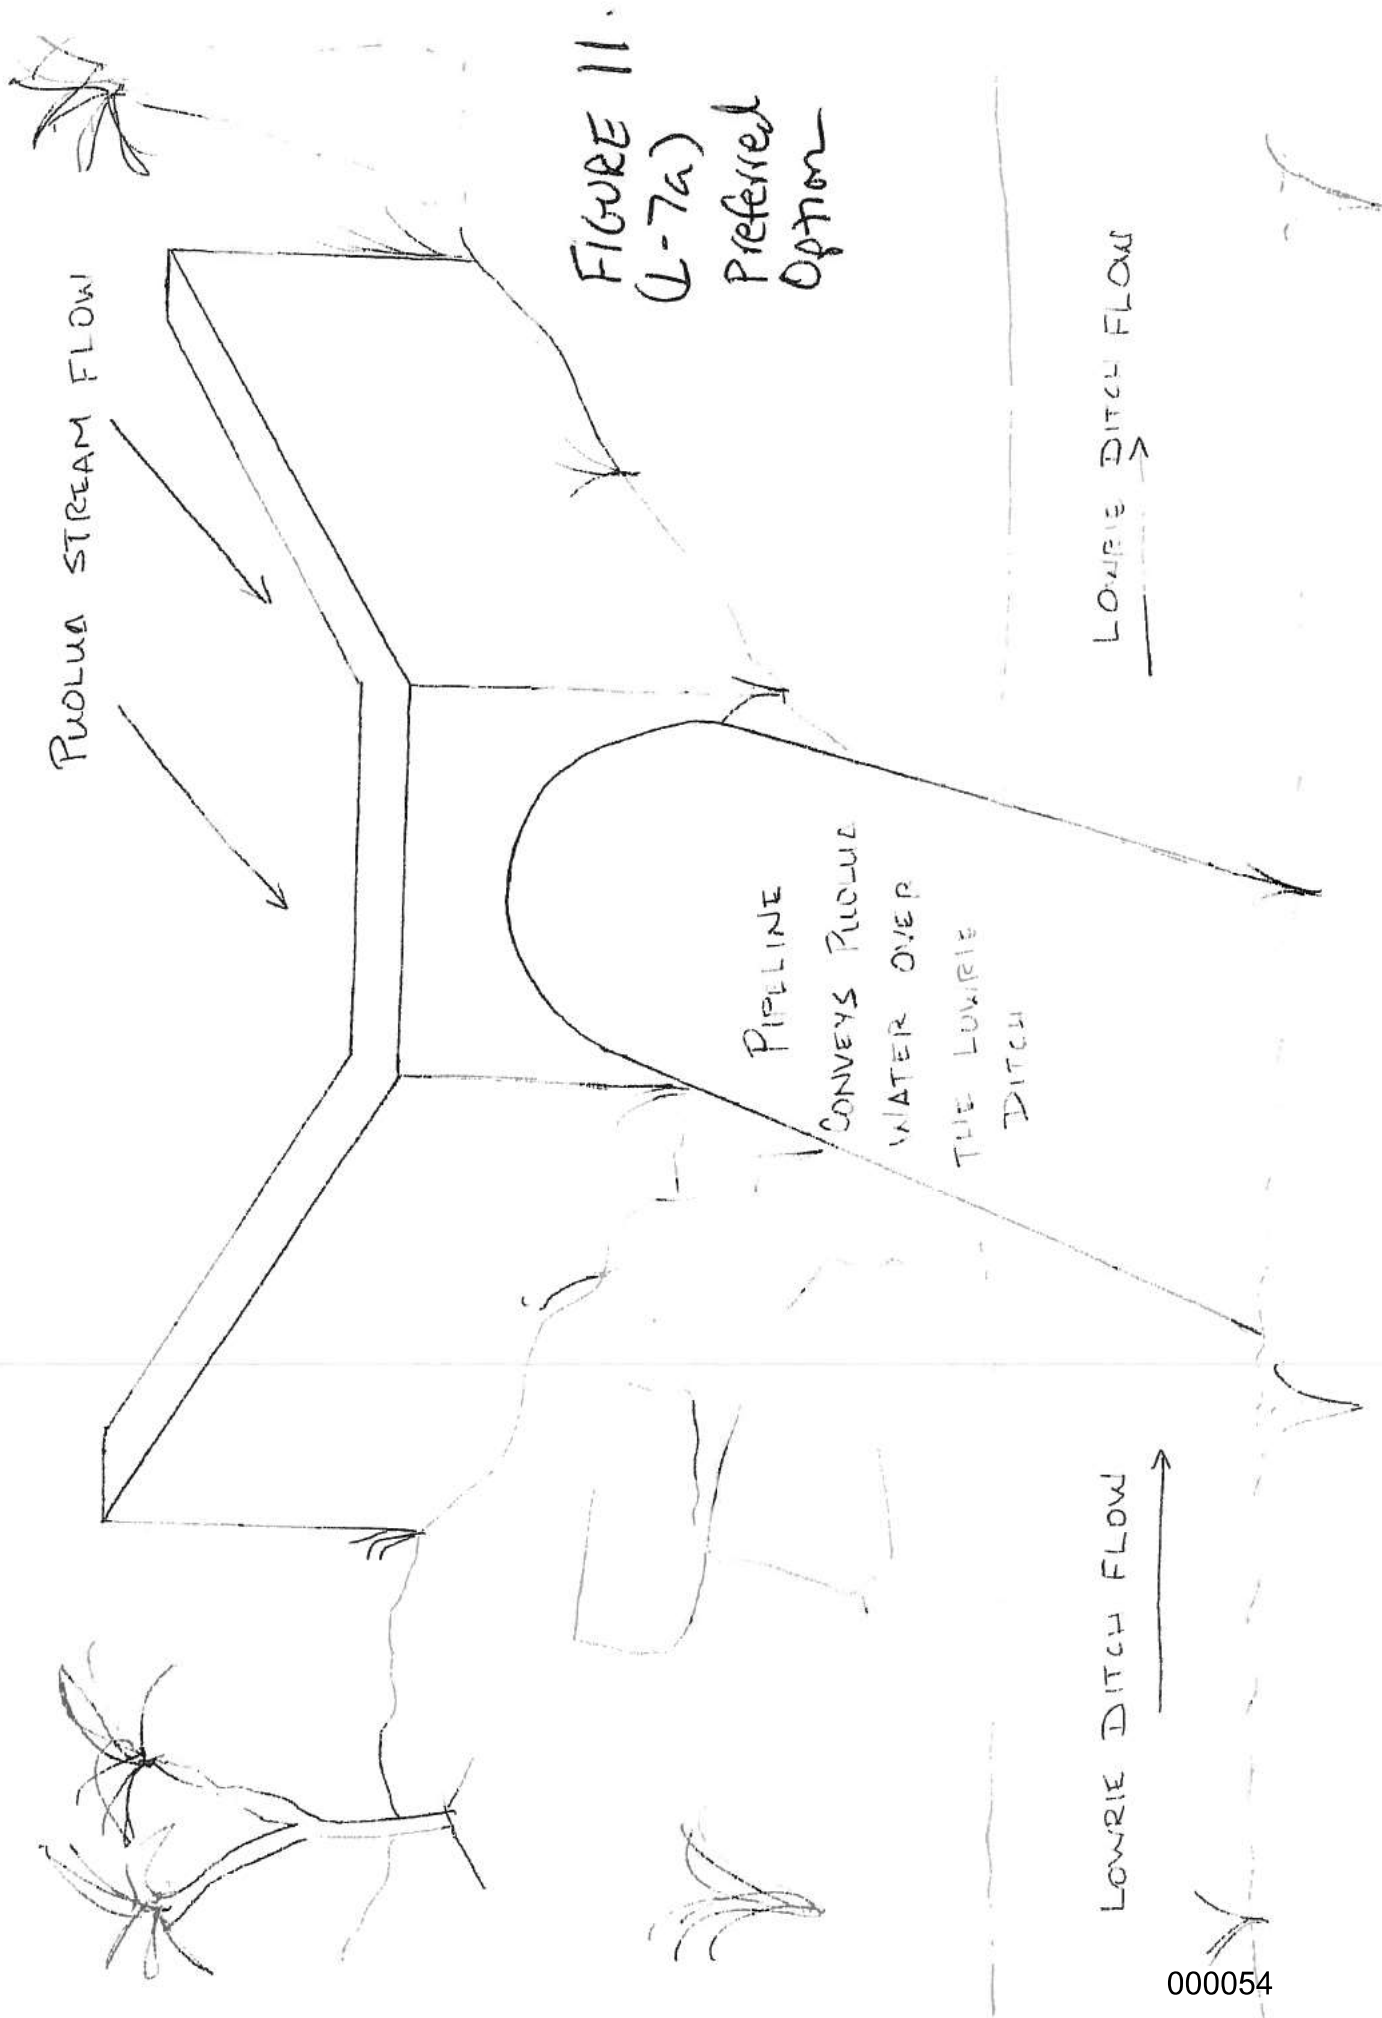 PUOLUA STREAM FLOW
FIGURE 11.
(L-7a)
Preferred
Option
PIPELINE
CONVEYS PUOLUA
WATER OVER
THE LOWRIE
DITCH
LOWRIE DITCH FLOW
LOWRIE DITCH FLOW
000054